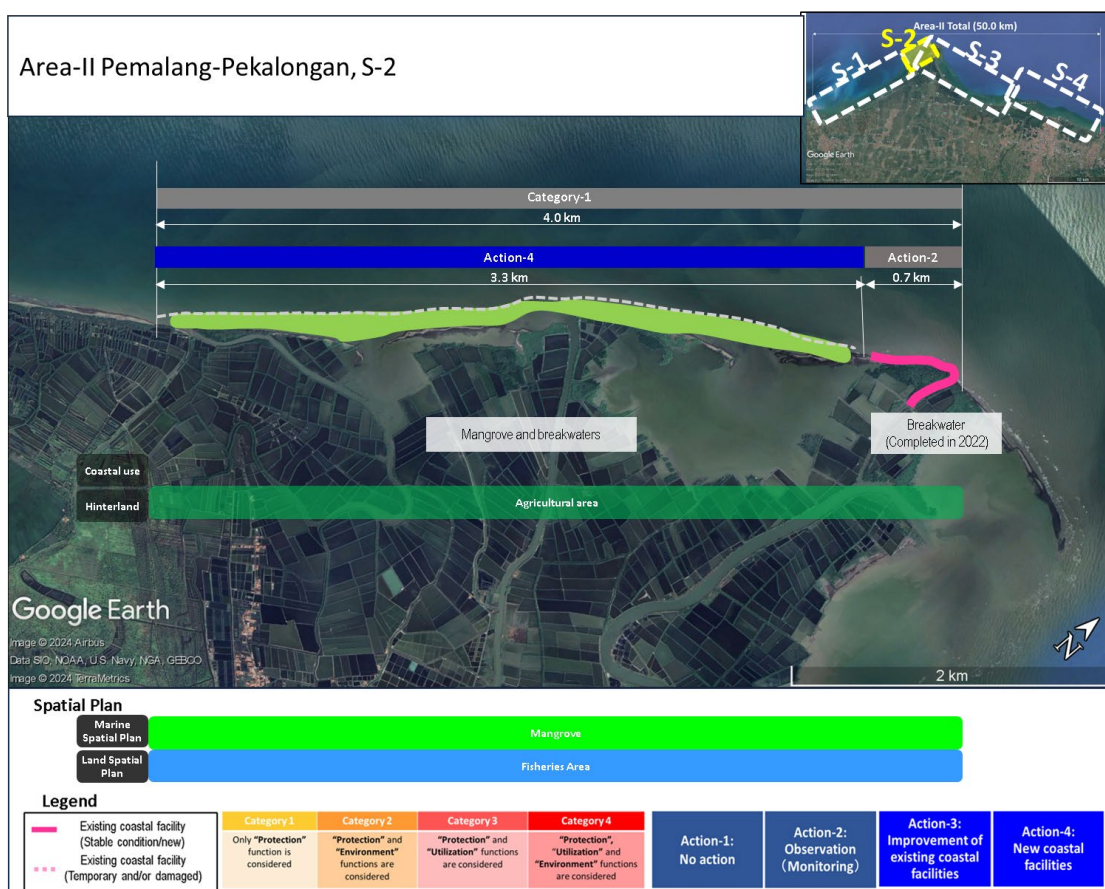 Area-II Pemalang-Pekalongan, S-2
Area-II Total (50.0 km)
S-1
S-2
S-3
S-4
Google Earth
10 km
Category-1
4.0 km
Action-4
Action-2
3.3 km
0.7 km
Mangrove and breakwaters
Breakwater
(Completed in 2022)
Coastal use
Hinterland
Agricultural area
Google Earth
Image © 2024 Airbus
Data SIO, NOAA, U.S. Navy, NGA, GEBCO
Image © 2024 TerraMetrics
N
2 km
Spatial Plan
Marine
Spatial Plan
Mangrove
Land Spatial
Plan
Fisheries Area
Legend
Existing coastal facility
(Stable condition/new)
Existing coastal facility
(Temporary and/or damaged)
Category 1
Only "Protection"
function is
considered
Category 2
"Protection" and
"Environment"
functions are
considered
Category 3
"Protection" and
"Utilization" functions
are considered
Category 4
"Protection",
"Utilization" and
"Environment" functions
are considered
Action-1:
No action
Action-2:
Observation
(Monitoring)
Action-3:
Improvement of
existing coastal
facilities
Action-4:
New coastal
facilities